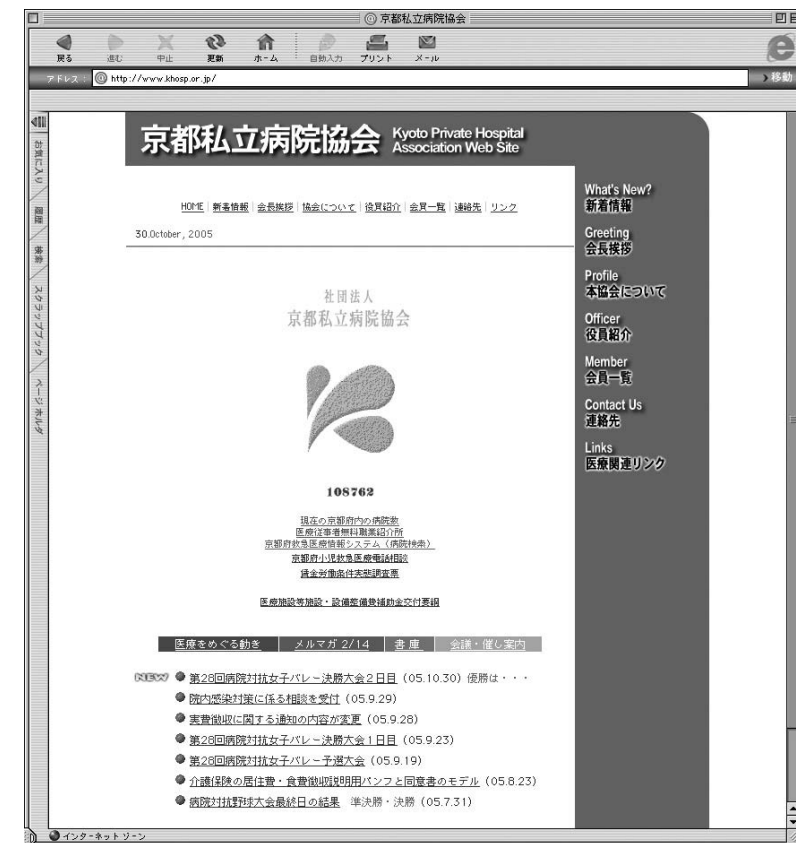 京都私立病院協会
戻る 進む 中止 更新 ホーム 自動入力 プリント メール
アドレス: http://www.khosp.or.jp/ 移動
お気に入り
履歴
検索
スクラップブック
ページホルダ
京都私立病院協会 Kyoto Private Hospital
Association Web Site
HOME | 新着情報 | 会長挨拶 | 協会について | 役員紹介 | 会員一覧 | 連絡先 | リンク
30.October, 2005
社団法人
京都私立病院協会
108762
現在の京都府内の病院数
医療従事者無料職業紹介所
京都府救急医療情報システム(病院検索)
京都府小児救急医療電話相談
賃金労働条件実態調査票
医療施設等施設・設備整備費補助金交付要綱
医療をめぐる動き メルマガ 2/14 書庫 会議・催し案内
NEW 第28回病院対抗女子バレー決勝大会2日目 (05.10.30) 優勝は・・・
院内感染対策に係る相談を受付 (05.9.29)
実費徴収に関する通知の内容が変更 (05.9.28)
第28回病院対抗女子バレー決勝大会1日目 (05.9.23)
第28回病院対抗女子バレー予選大会 (05.9.19)
介護保険の居住費・食費徴収説明用パンフと同意書のモデル (05.8.23)
病院対抗野球大会最終日の結果 準決勝・決勝 (05.7.31)
What's New?
新着情報
Greeting
会長挨拶
Profile
本協会について
Officer
役員紹介
Member
会員一覧
Contact Us
連絡先
Links
医療関連リンク
インターネット ゾーン